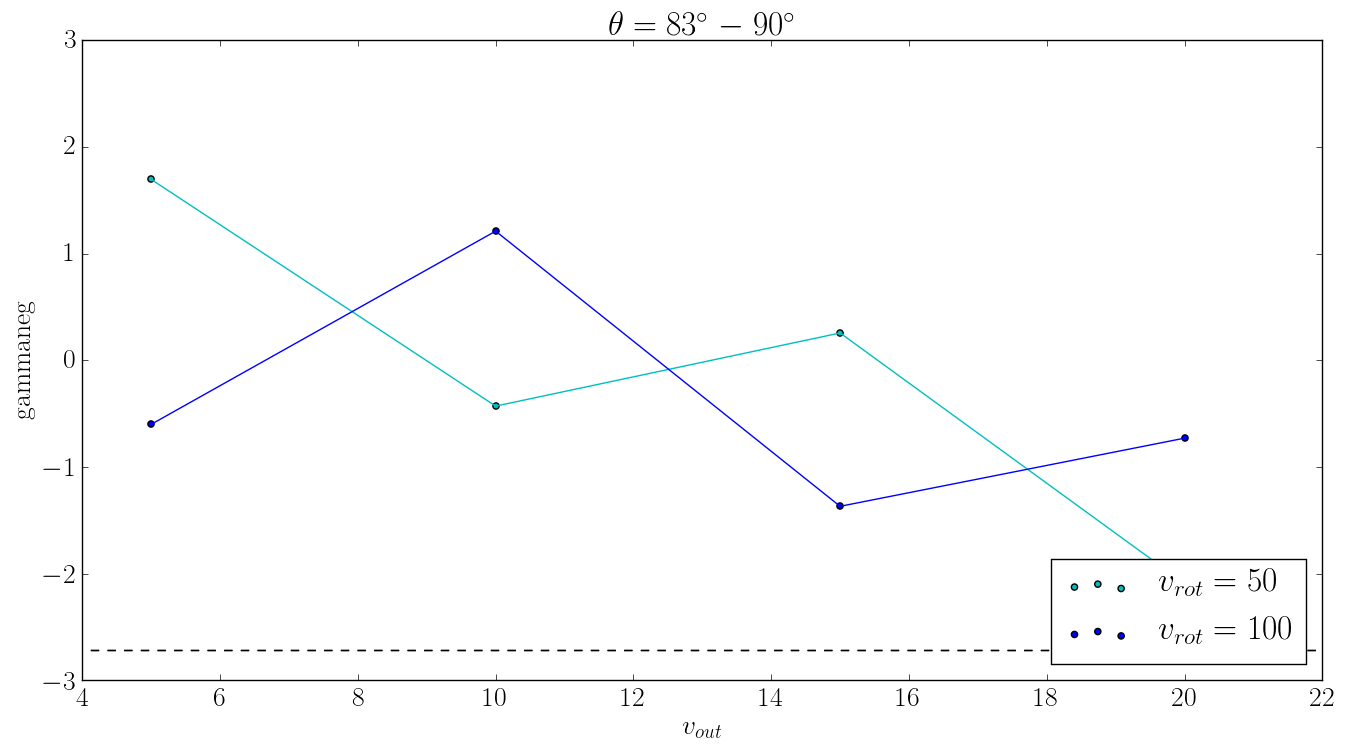 θ = 83° − 90°
3
2
1
0
−1
−2
−3
gammaneg
4 6 8 10 12 14 16 18 20 22
v_out
v_rot = 50
v_rot = 100